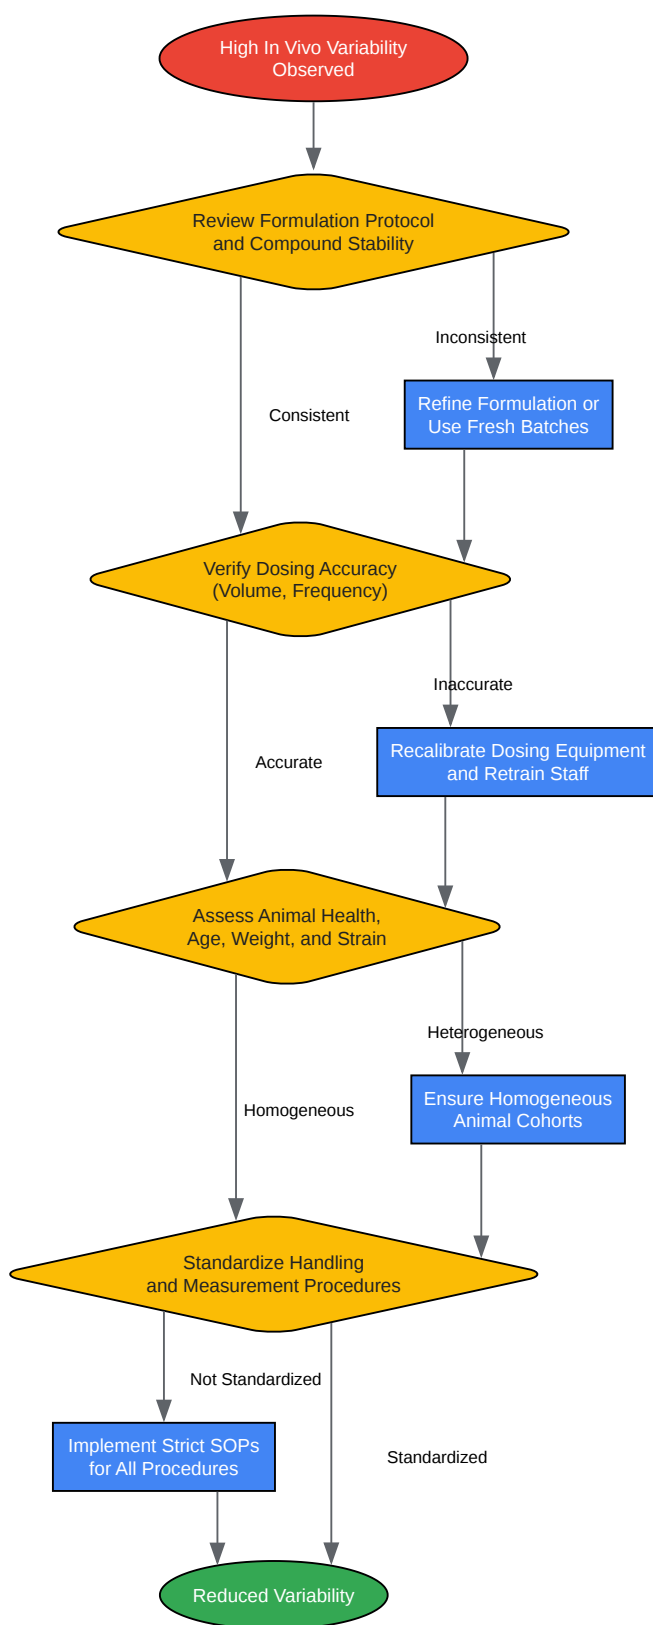 High In Vivo Variability
Observed
Review Formulation Protocol
and Compound Stability
Inconsistent
Refine Formulation or
Use Fresh Batches
Consistent
Verify Dosing Accuracy
(Volume, Frequency)
Inaccurate
Recalibrate Dosing Equipment
and Retrain Staff
Accurate
Assess Animal Health,
Age, Weight, and Strain
Heterogeneous
Ensure Homogeneous
Animal Cohorts
Homogeneous
Standardize Handling
and Measurement Procedures
Not Standardized
Implement Strict SOPs
for All Procedures
Standardized
Reduced Variability